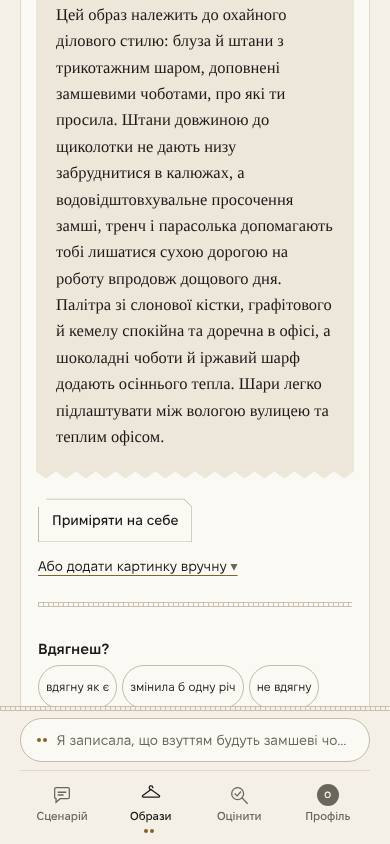 Цей образ належить до охайного
ділового стилю: блуза й штани з
трикотажним шаром, доповнені
замшевими чоботами, про які ти
просила. Штани довжиною до
щиколотки не дають низу
забруднитися в калюжах, а
водовідштовхувальне просочення
замші, тренч і парасолька допомагають
тобі лишатися сухою дорогою на
роботу впродовж дощового дня.
Палітра зі слонової кістки, графітового
й кемелу спокійна та доречна в офісі, а
шоколадні чоботи й іржавий шарф
додають осіннього тепла. Шари легко
підлаштувати між вологою вулицею та
теплим офісом.
Приміряти на себе
Або додати картинку вручну ▾
Вдягнеш?
вдягну як є
змінила б одну річ
не вдягну
Я записала, що взуттям будуть замшеві чо...
Сценарій
Образи
Оцінити
О
Профіль